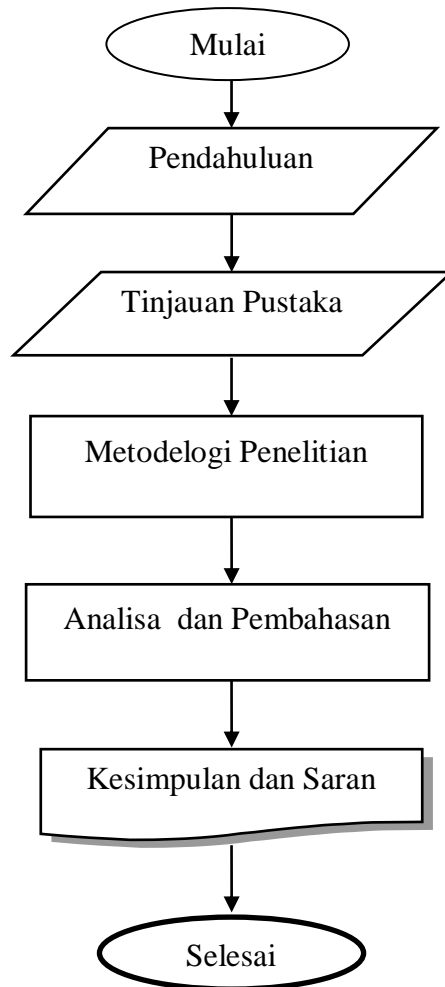 Mulai
Pendahuluan
Tinjauan Pustaka
Metodelogi Penelitian
Analisa dan Pembahasan
Kesimpulan dan Saran
Selesai